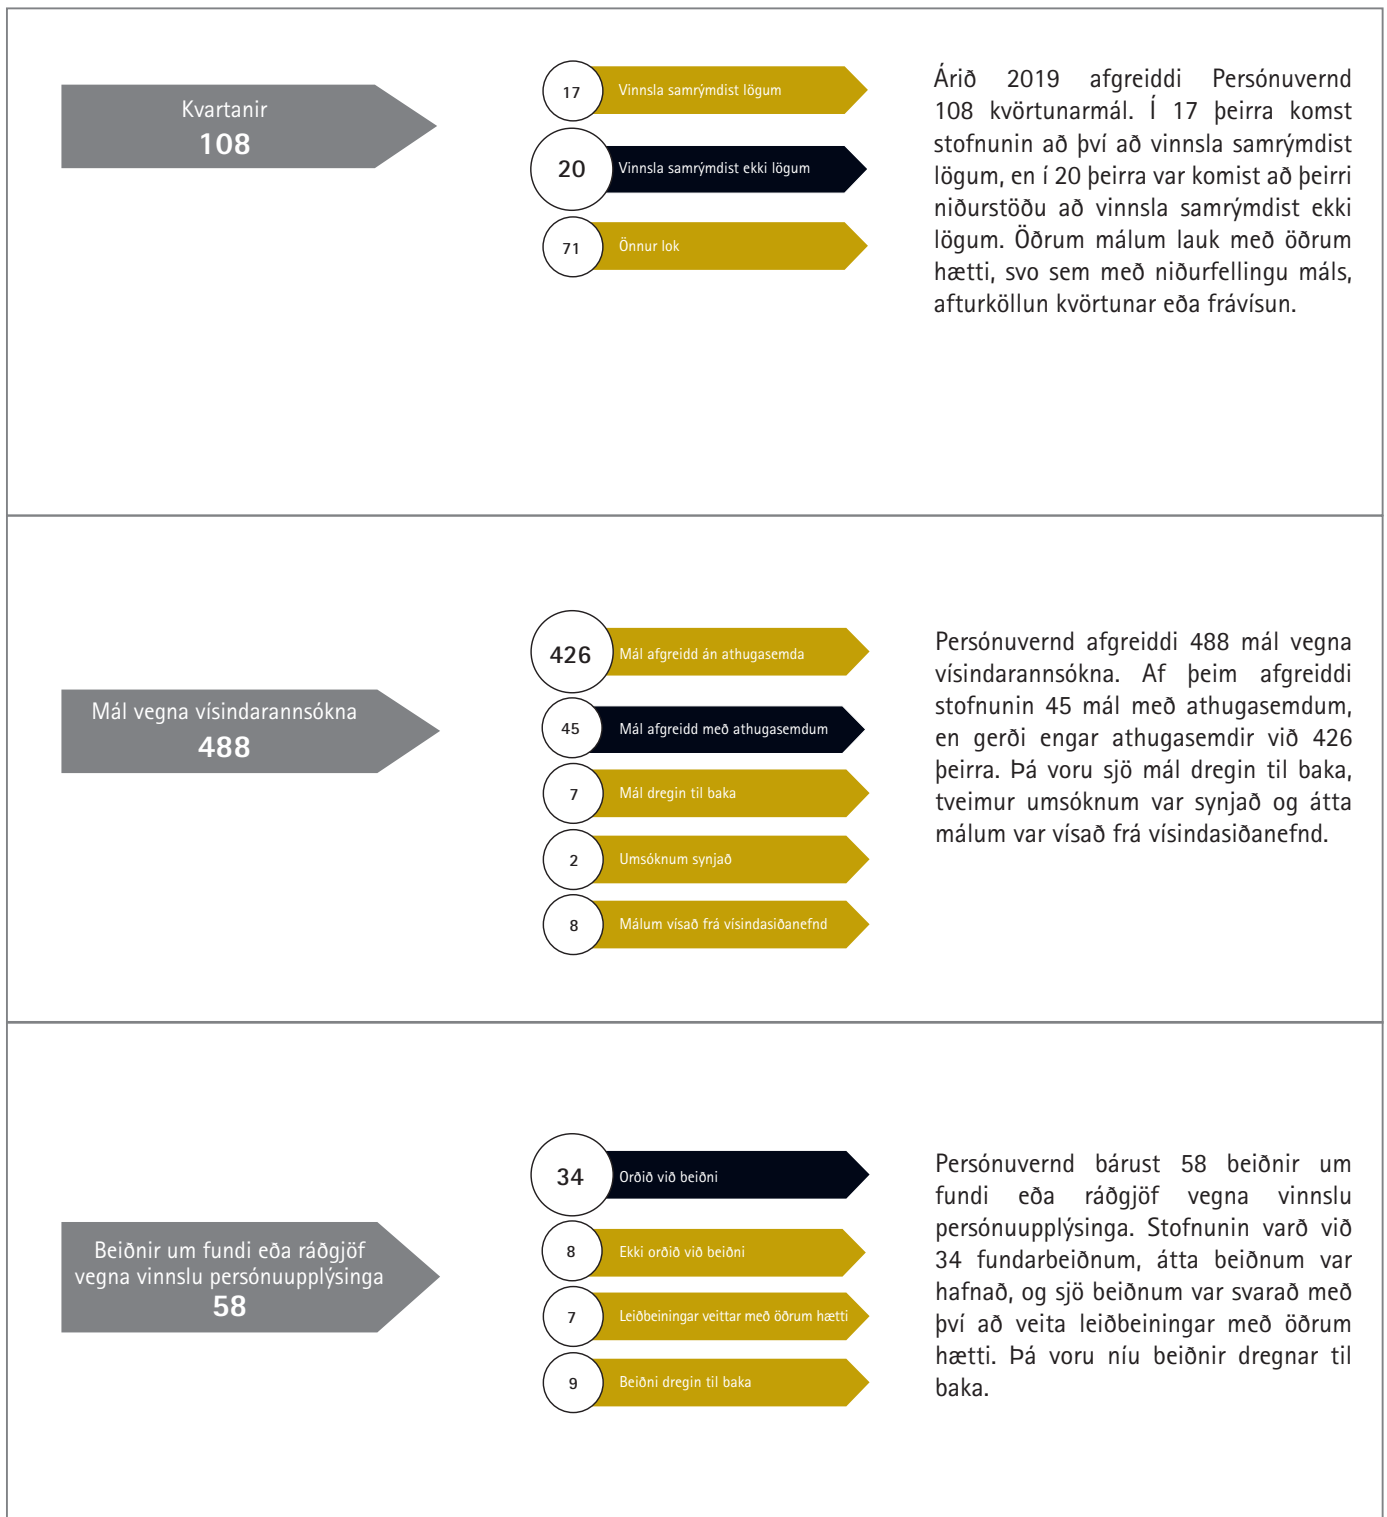 Kvartanir
108
17
Vinnsla samrýmdist lögum
20
Vinnsla samrýmdist ekki lögum
71
Önnur lok
Árið 2019 afgreiddi Persónuvernd
108 kvörtunarmál. Í 17 þeirra komst
stofnunin að því að vinnsla samrýmdist
lögum, en í 20 þeirra var komist að þeirri
niðurstöðu að vinnsla samrýmdist ekki
lögum. Öðrum málum lauk með öðrum
hætti, svo sem með niðurfellingu máls,
afturköllun kvörtunar eða frávísun.
Mál vegna vísindarannsókna
488
426
Mál afgreidd án athugasemda
45
Mál afgreidd með athugasemdum
7
Mál dregin til baka
2
Umsóknum synjað
8
Málum vísað frá vísindasiðanefnd
Persónuvernd afgreiddi 488 mál vegna
vísindarannsókna. Af þeim afgreiddi
stofnunin 45 mál með athugasemdum,
en gerði engar athugasemdir við 426
þeirra. Þá voru sjö mál dregin til baka,
tveimur umsóknum var synjað og átta
málum var vísað frá vísindasiðanefnd.
Beiðnir um fundi eða ráðgjöf
vegna vinnslu persónuupplýsinga
58
34
Orðið við beiðni
8
Ekki orðið við beiðni
7
Leiðbeiningar veittar með öðrum hætti
9
Beiðni dregin til baka
Persónuvernd bárust 58 beiðnir um
fundi eða ráðgjöf vegna vinnslu
persónuupplýsinga. Stofnunin varð við
34 fundarbeiðnum, átta beiðnum var
hafnað, og sjö beiðnum var svarað með
því að veita leiðbeiningar með öðrum
hætti. Þá voru níu beiðnir dregnar til
baka.